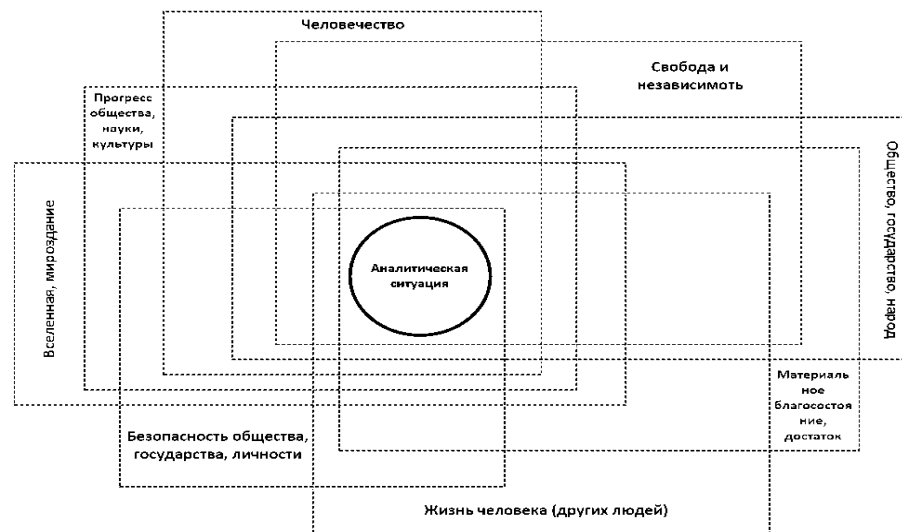 Человечество
Свобода и
независимоть
Прогресс
общества,
науки,
культуры
Общество, государство, народ
Вселенная, мироздание
Аналитическая
ситуация
Материаль
ное
благосостоя
ние,
достаток
Безопасность общества,
государства, личности
Жизнь человека (других людей)